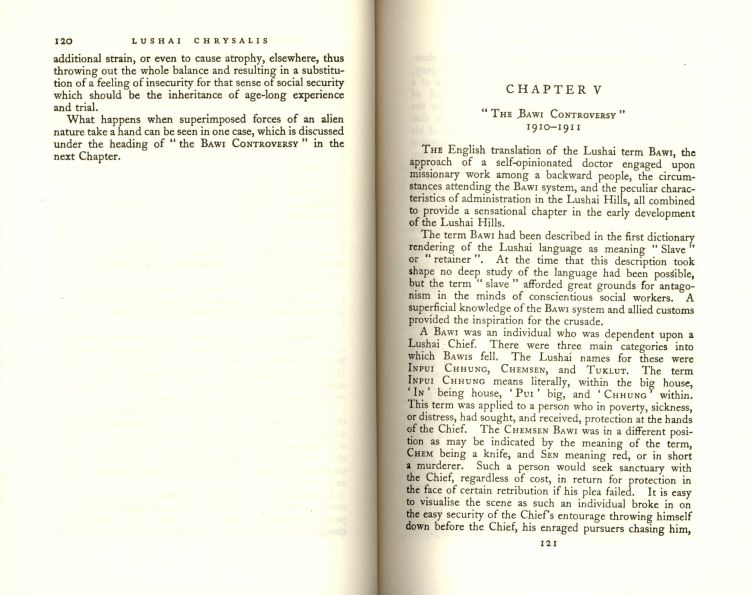 120 LUSHAI CHRYSALIS
additional strain, or even to cause atrophy, elsewhere, thus
throwing out the whole balance and resulting in a substitu-
tion of a feeling of insecurity for that sense of social security
which should be the inheritance of age-long experience
and trial.
What happens when superimposed forces of an alien
nature take a hand can be seen in one case, which is discussed
under the heading of " the BAWI CONTROVERSY " in the
next Chapter.
CHAPTER V
" THE BAWI CONTROVERSY "
1910–1911
THE English translation of the Lushai term BAWI, the
approach of a self-opinionated doctor engaged upon
missionary work among a backward people, the circum-
stances attending the BAWI system, and the peculiar charac-
teristics of administration in the Lushai Hills, all combined
to provide a sensational chapter in the early development
of the Lushai Hills.
The term BAWI had been described in the first dictionary
rendering of the Lushai language as meaning " Slave "
or " retainer ". At the time that this description took
shape no deep study of the language had been possible,
but the term " slave " afforded great grounds for antago-
nism in the minds of conscientious social workers. A
superficial knowledge of the BAWI system and allied customs
provided the inspiration for the crusade.
A BAWI was an individual who was dependent upon a
Lushai Chief. There were three main categories into
which BAWIS fell. The Lushai names for these were
INPUI CHHUNG, CHEMSEN, and TUKLUT. The term
INPUI CHHUNG means literally, within the big house,
' IN ' being house, ' PUI ' big, and ' CHHUNG ' within.
This term was applied to a person who in poverty, sickness,
or distress, had sought, and received, protection at the hands
of the Chief. The CHEMSEN BAWI was in a different posi-
tion as may be indicated by the meaning of the term,
CHEM being a knife, and SEN meaning red, or in short
a murderer. Such a person would seek sanctuary with
the Chief, regardless of cost, in return for protection in
the face of certain retribution if his plea failed. It is easy
to visualise the scene as such an individual broke in on
the easy security of the Chief's entourage throwing himself
down before the Chief, his enraged pursuers chasing him,
121